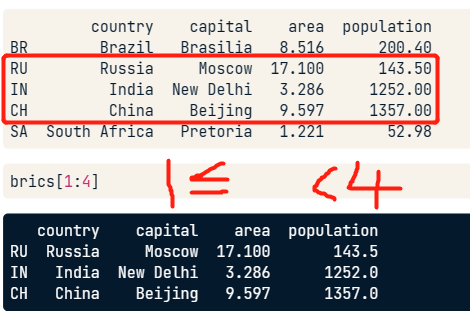 country capital area population
BR Brazil Brasilia 8.516 200.40
RU Russia Moscow 17.100 143.50
IN India New Delhi 3.286 1252.00
CH China Beijing 9.597 1357.00
SA South Africa Pretoria 1.221 52.98
brics[1:4]
1≤ <4
country capital area population
RU Russia Moscow 17.100 143.5
IN India New Delhi 3.286 1252.0
CH China Beijing 9.597 1357.0